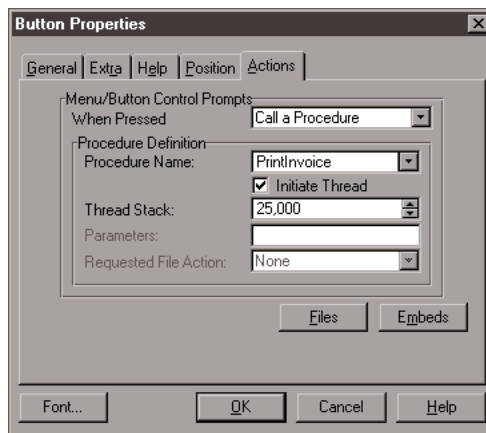 Button Properties
General Extra Help Position Actions
Menu/Button Control Prompts
When Pressed Call a Procedure
Procedure Definition
Procedure Name: PrintInvoice
Initiate Thread
Thread Stack: 25,000
Parameters:
Requested File Action: None
Files Embeds
Font... OK Cancel Help